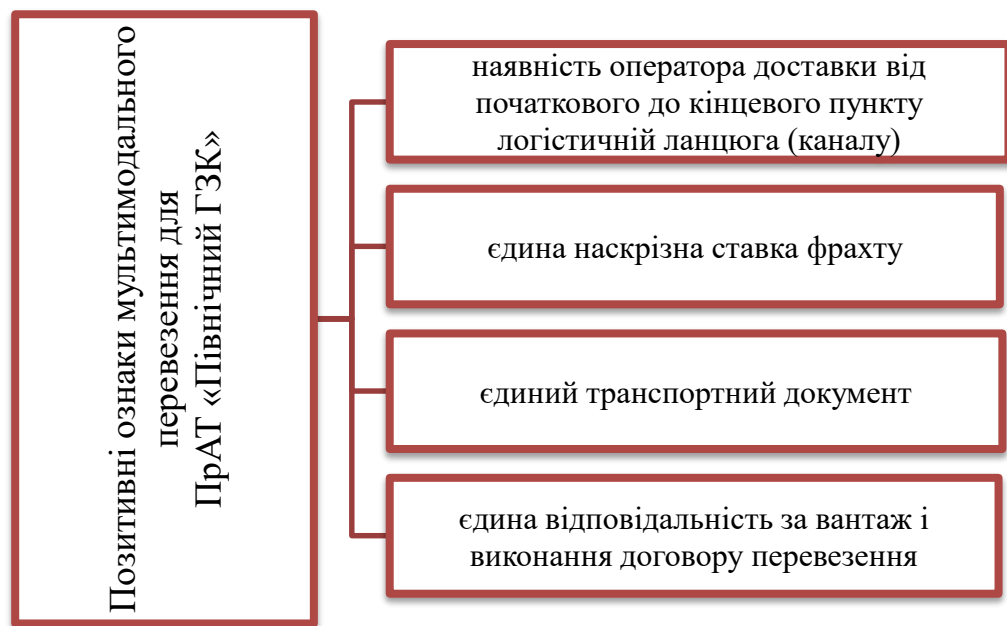 Позитивні ознаки мультимодального
перевезення для
ПрАТ «Північний ГЗК»
наявність оператора доставки від
початкового до кінцевого пункту
логістичній ланцюга (каналу)
єдина наскрізна ставка фрахту
єдиний транспортний документ
єдина відповідальність за вантаж і
виконання договору перевезення